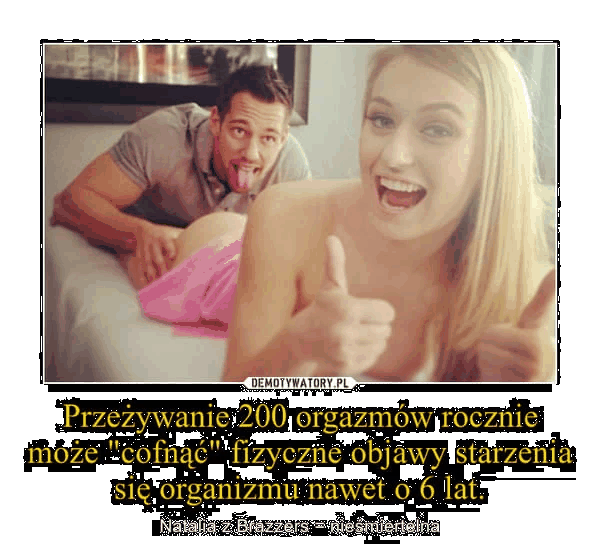 DEMOTYWATORY.PL
Przeżywanie 200 orgazmów rocznie
może "cofnąć" fizyczne objawy starzenia
się organizmu nawet o 6 lat.
Natalia z Brazzers – nieśmiertelna